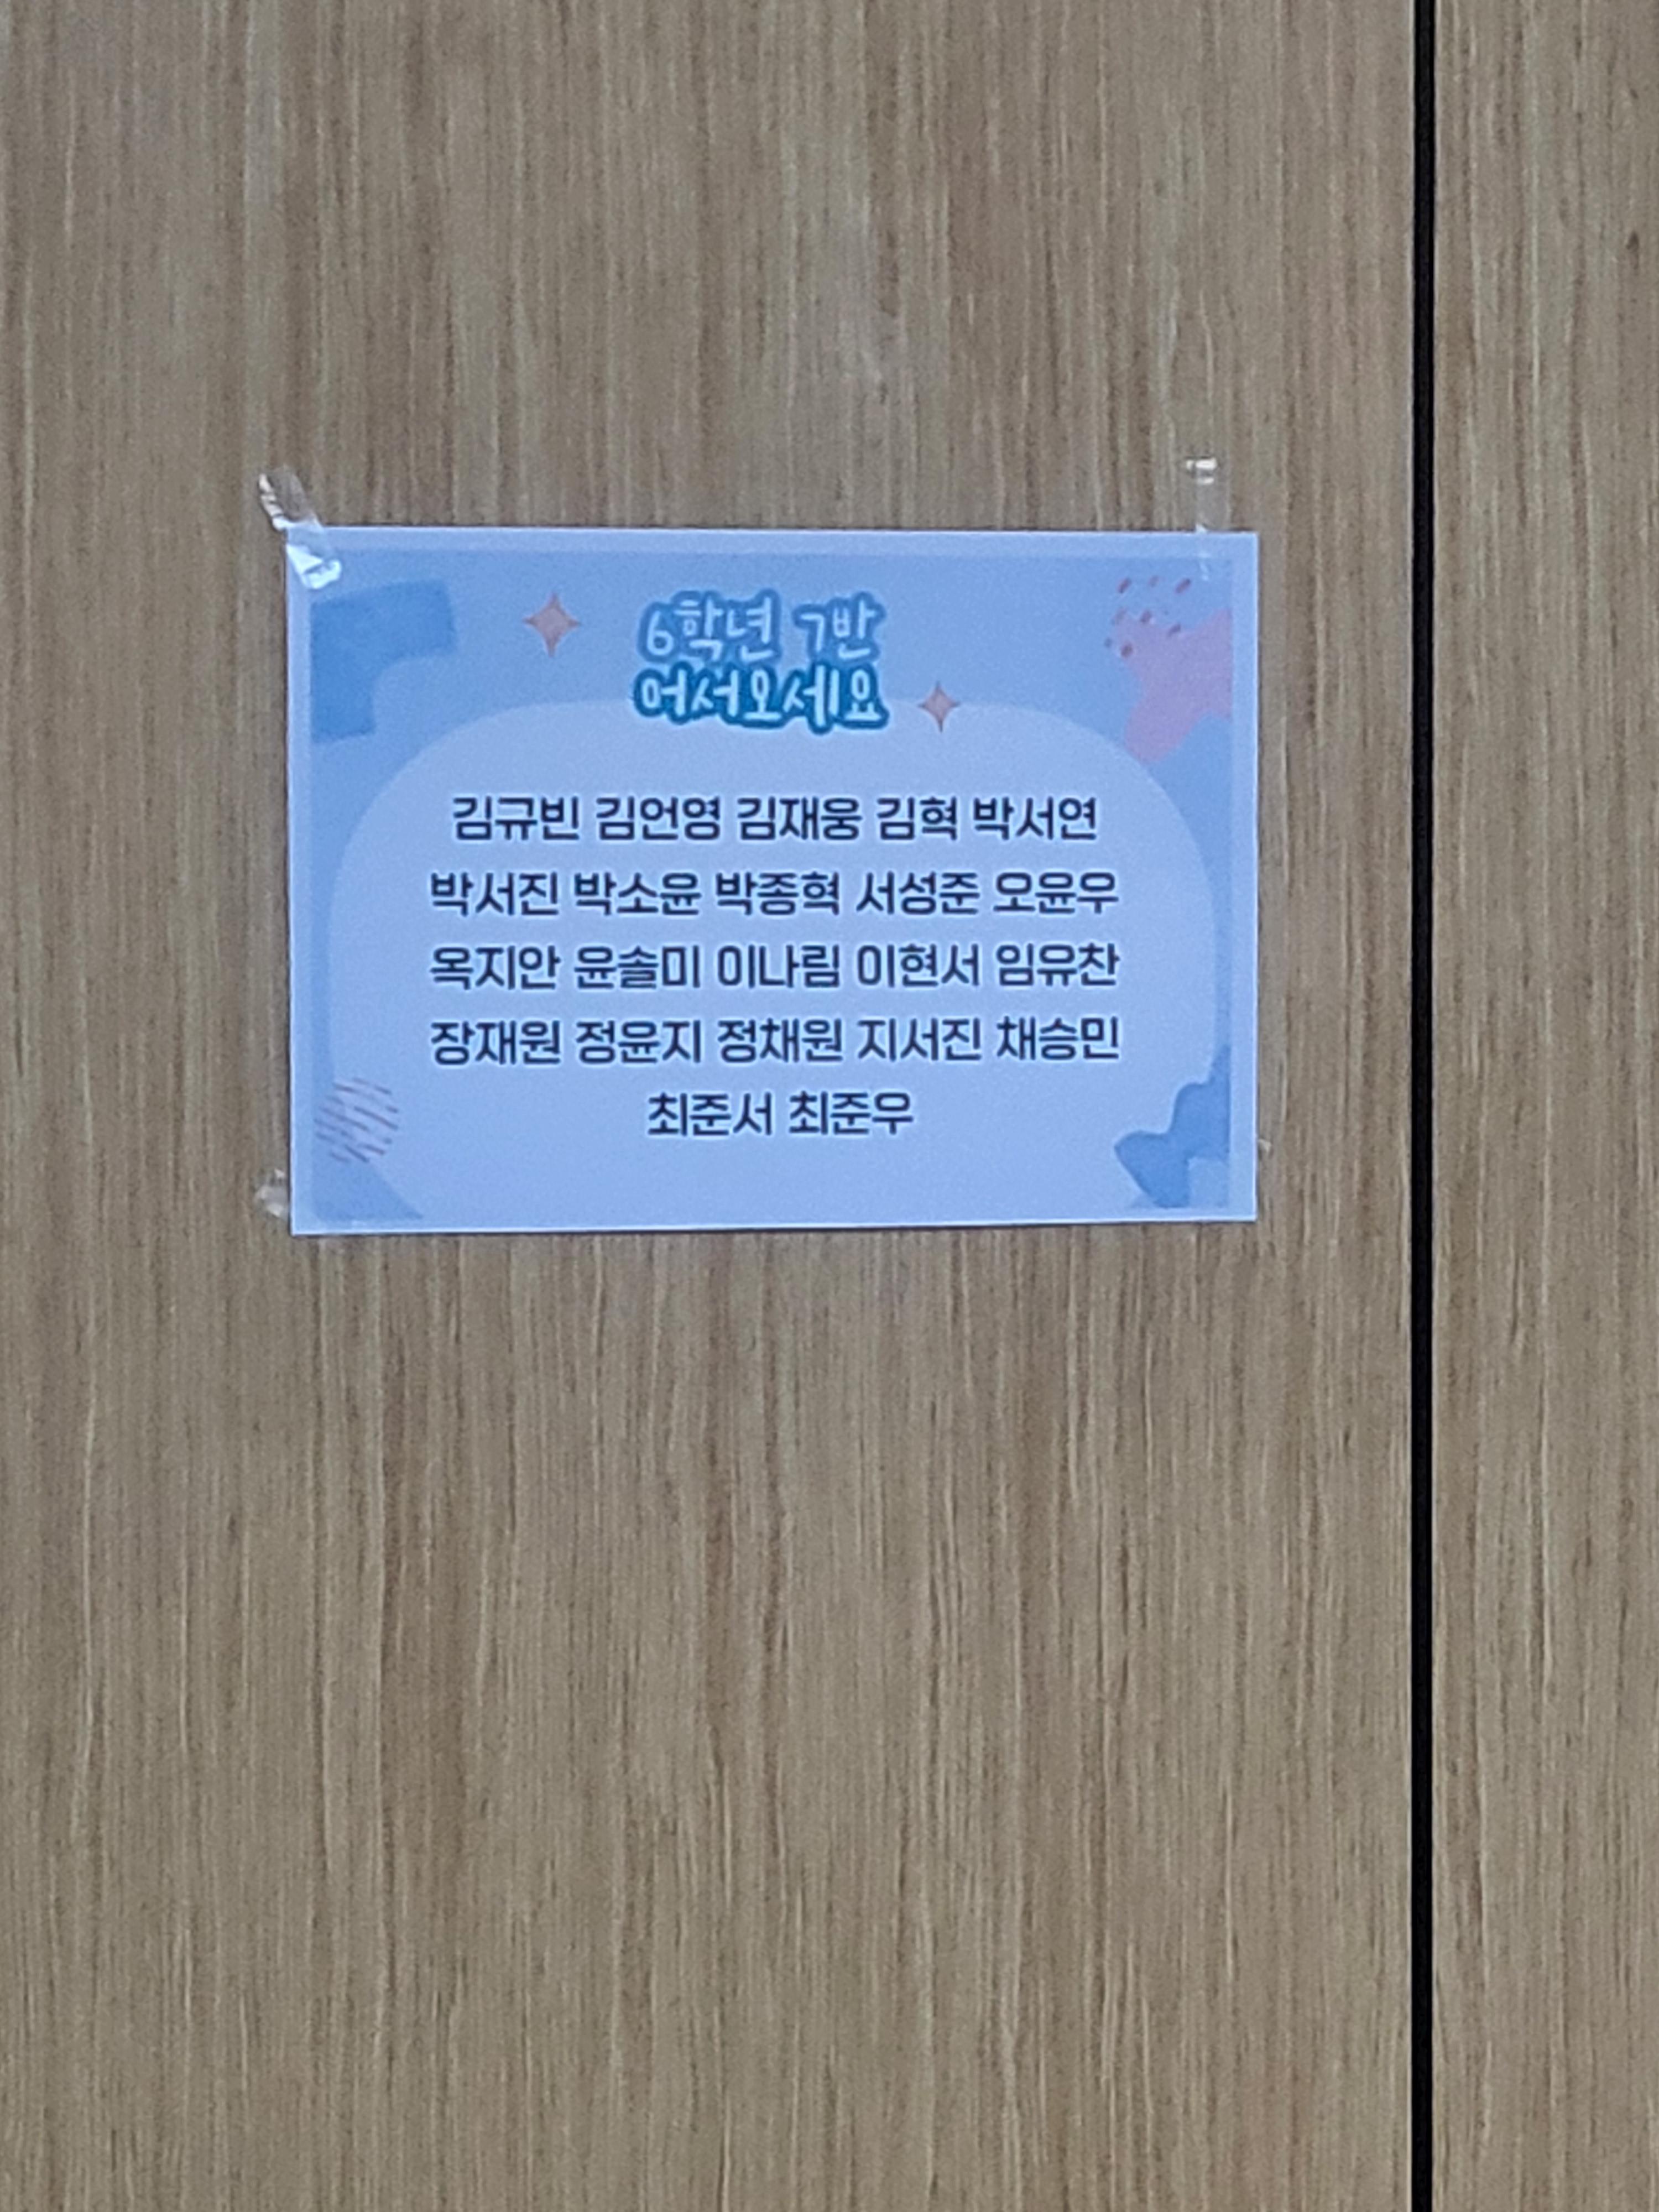 6학년 7반
어서오세요
김규빈 김언영 김재웅 김혁 박서연
박서진 박소윤 박종혁 서성준 오윤우
옥지안 윤솔미 이나림 이현서 임유찬
장재원 정윤지 정채원 지서진 채승민
최준서 최준우